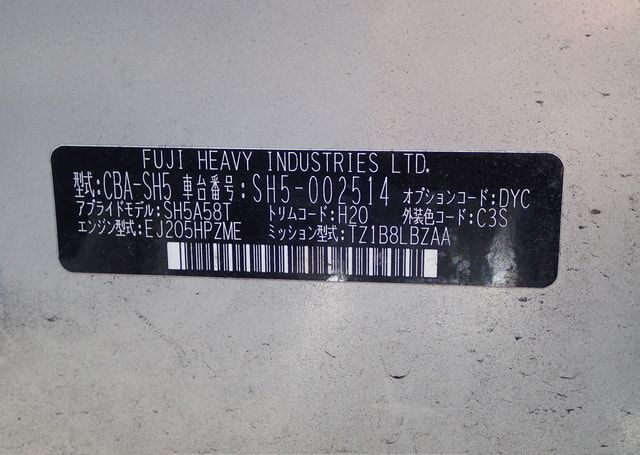 FUJI HEAVY INDUSTRIES LTD.
型式:CBA-SH5 車台番号:SH5-002514 オプションコード:DYC
アプライドモデル:SH5A58T トリムコード:H20 外装色コード:C3S
エンジン型式:EJ205HPZME ミッション型式:TZ1B8LBZAA